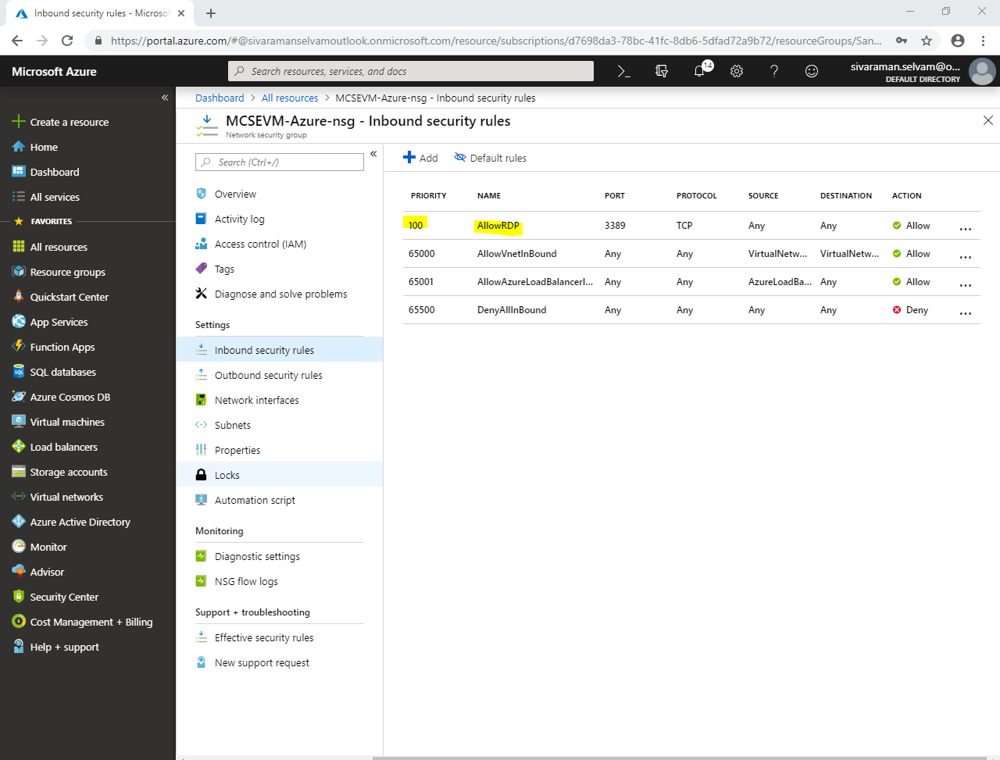 Inbound security rules - Microsof
https://portal.azure.com/#@sivaramanselvamoutlook.onmicrosoft.com/resource/subscriptions/d7698da3-78bc-41fc-8db6-5dfad72a9b72/resourceGroups/San...
Microsoft Azure
Search resources, services, and docs
14
sivaraman.selvam@o...
DEFAULT DIRECTORY
Create a resource
Home
Dashboard
All services
FAVORITES
All resources
Resource groups
Quickstart Center
App Services
Function Apps
SQL databases
Azure Cosmos DB
Virtual machines
Load balancers
Storage accounts
Virtual networks
Azure Active Directory
Monitor
Advisor
Security Center
Cost Management + Billing
Help + support
Dashboard > All resources > MCSEVM-Azure-nsg - Inbound security rules
MCSEVM-Azure-nsg - Inbound security rules
Network security group
Search (Ctrl+/)
Overview
Activity log
Access control (IAM)
Tags
Diagnose and solve problems
Settings
Inbound security rules
Outbound security rules
Network interfaces
Subnets
Properties
Locks
Automation script
Monitoring
Diagnostic settings
NSG flow logs
Support + troubleshooting
Effective security rules
New support request
Add Default rules
PRIORITY NAME PORT PROTOCOL SOURCE DESTINATION ACTION
100 AllowRDP 3389 TCP Any Any Allow ...
65000 AllowVnetInBound Any Any VirtualNetw... VirtualNetw... Allow ...
65001 AllowAzureLoadBalancerI... Any Any AzureLoadBa... Any Allow ...
65500 DenyAllInBound Any Any Any Any Deny ...